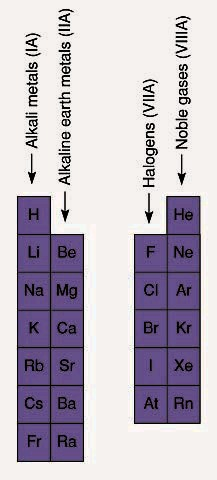 Alkali metals (IA)
Alkaline earth metals (IIA)
Halogens (VIIA)
Noble gases (VIIIA)
H He
Li Be F Ne
Na Mg Cl Ar
K Ca Br Kr
Rb Sr I Xe
Cs Ba At Rn
Fr Ra